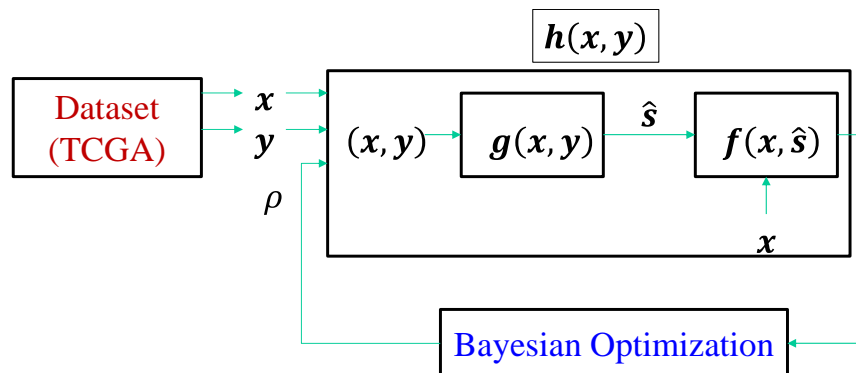 h(x, y)
Dataset
(TCGA)
x
y
ρ
(x, y)
g(x, y)
ŝ
f(x, ŝ)
x
Bayesian Optimization